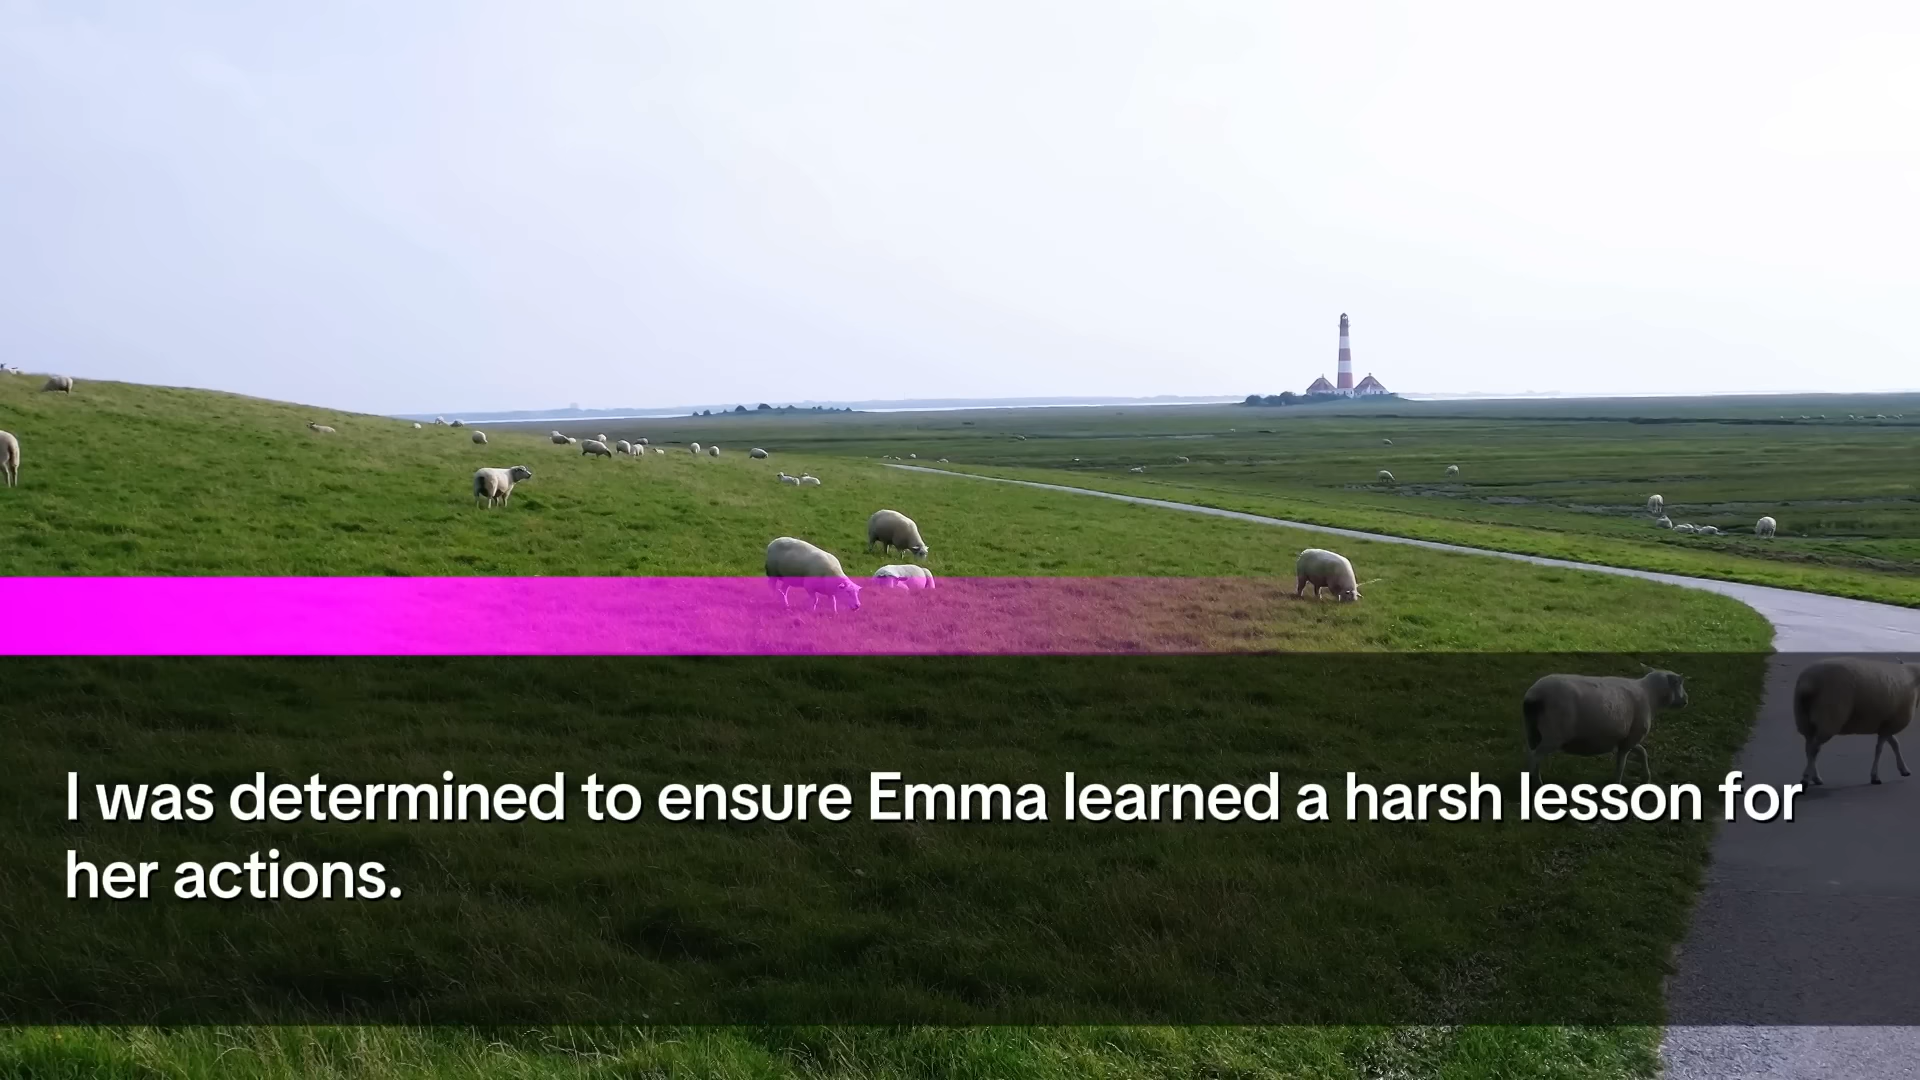 I was determined to ensure Emma learned a harsh lesson for
her actions.